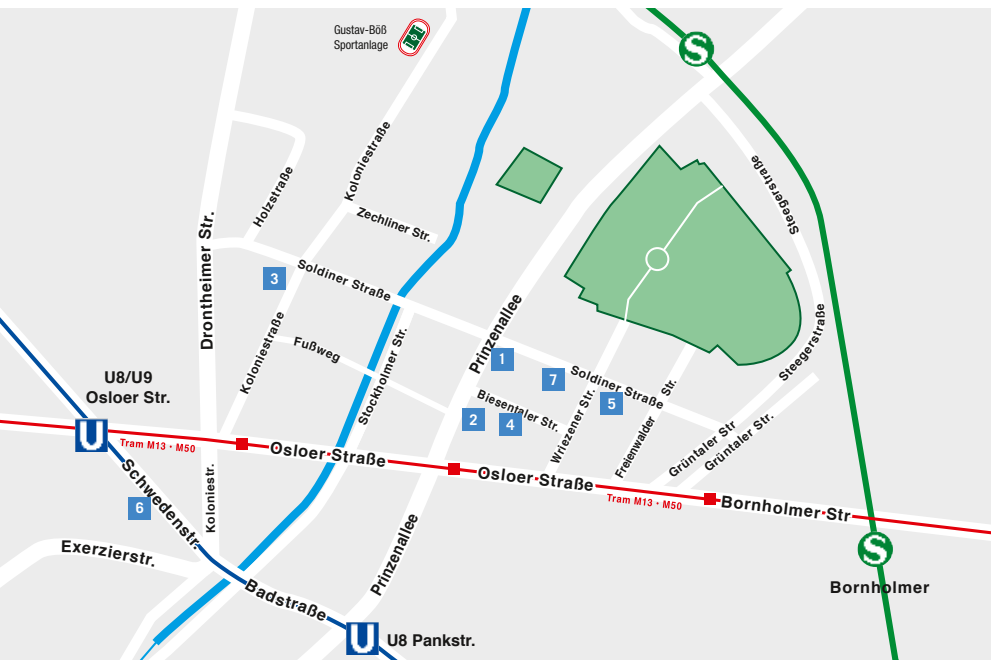 Gustav-Böß
Sportanlage
S
Koloniestraße
Holzstraße
Zechliner Str.
Steegerstraße
Drontheimer Str.
3
Soldiner Straße
Koloniestraße
Fußweg
Stockholmer Str.
Prinzenallee
1
7
Soldiner Straße
5
Steegerstraße
U8/U9
Osloer Str.
U
Tram M13 · M50
Biesentaler Str.
2
4
Wriezener Str.
Freienwalder Str.
Grüntaler Str
Grüntaler Str.
Osloer Straße
Osloer Straße
Tram M13 · M50
Bornholmer Str
Schwedenstr.
6
Koloniestr.
Exerzierstr.
Prinzenallee
S
Bornholmer
Badstraße
U
U8 Pankstr.